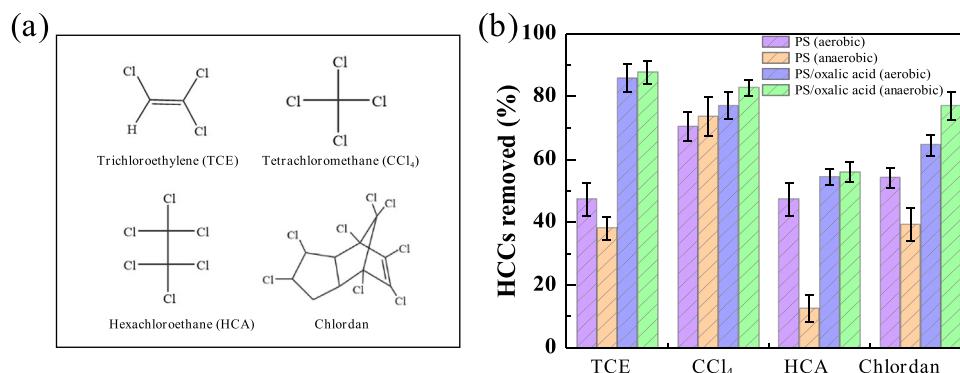 (a)
Cl
Cl
H
Cl
Trichloroethylene (TCE)
Cl
Cl
Cl
Cl
Tetrachloromethane (CCl₄)
Cl
Cl
Cl
Cl
Cl
Cl
Hexachloroethane (HCA)
Cl
Cl
Cl
Cl
Cl
Cl
Cl
Cl
Chlordan
(b)
HCCs removed (%)
100
80
60
40
20
0
PS (aerobic)
PS (anaerobic)
PS/oxalic acid (aerobic)
PS/oxalic acid (anaerobic)
TCE CCl₄ HCA Chlordan